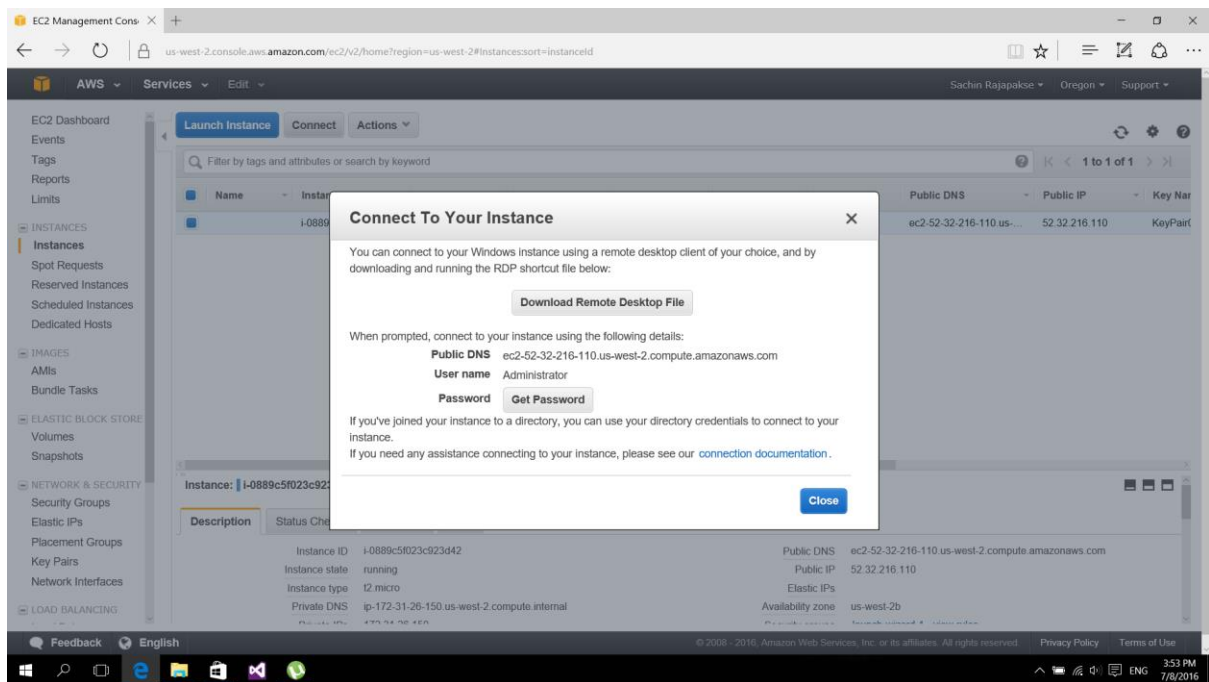 EC2 Management Cons
us-west-2.console.aws.amazon.com/ec2/v2/home?region=us-west-2#Instances:sort=instanceId
AWS Services Edit Sachin Rajapakse Oregon Support
EC2 Dashboard
Events
Tags
Reports
Limits
INSTANCES
Instances
Spot Requests
Reserved Instances
Scheduled Instances
Dedicated Hosts
IMAGES
AMIs
Bundle Tasks
ELASTIC BLOCK STORE
Volumes
Snapshots
NETWORK & SECURITY
Security Groups
Elastic IPs
Placement Groups
Key Pairs
Network Interfaces
LOAD BALANCING
Launch Instance Connect Actions
Filter by tags and attributes or search by keyword 1 to 1 of 1
Name Instan Public DNS Public IP Key Nar
i-0889 ec2-52-32-216-110.us-... 52.32.216.110 KeyPair(
Connect To Your Instance
You can connect to your Windows instance using a remote desktop client of your choice, and by
downloading and running the RDP shortcut file below:
Download Remote Desktop File
When prompted, connect to your instance using the following details:
Public DNS ec2-52-32-216-110.us-west-2.compute.amazonaws.com
User name Administrator
Password Get Password
If you've joined your instance to a directory, you can use your directory credentials to connect to your
instance.
If you need any assistance connecting to your instance, please see our connection documentation.
Close
Instance: i-0889c5f023c923
Description Status Che
Instance ID i-0889c5f023c923d42 Public DNS ec2-52-32-216-110.us-west-2.compute.amazonaws.com
Instance state running Public IP 52.32.216.110
Instance type t2.micro Elastic IPs
Private DNS ip-172-31-26-150.us-west-2.compute.internal Availability zone us-west-2b
Feedback English © 2008 - 2016, Amazon Web Services, Inc. or its affiliates. All rights reserved. Privacy Policy Terms of Use
ENG 3:53 PM
7/8/2016